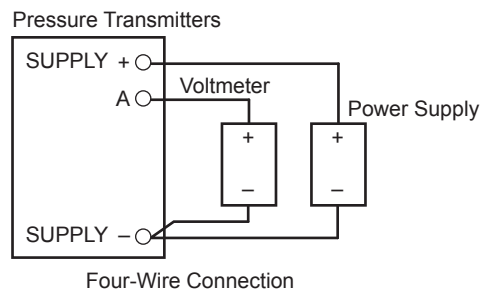 Pressure Transmitters
SUPPLY +
Voltmeter
A
Power Supply
+
+
–
–
SUPPLY –
Four-Wire Connection